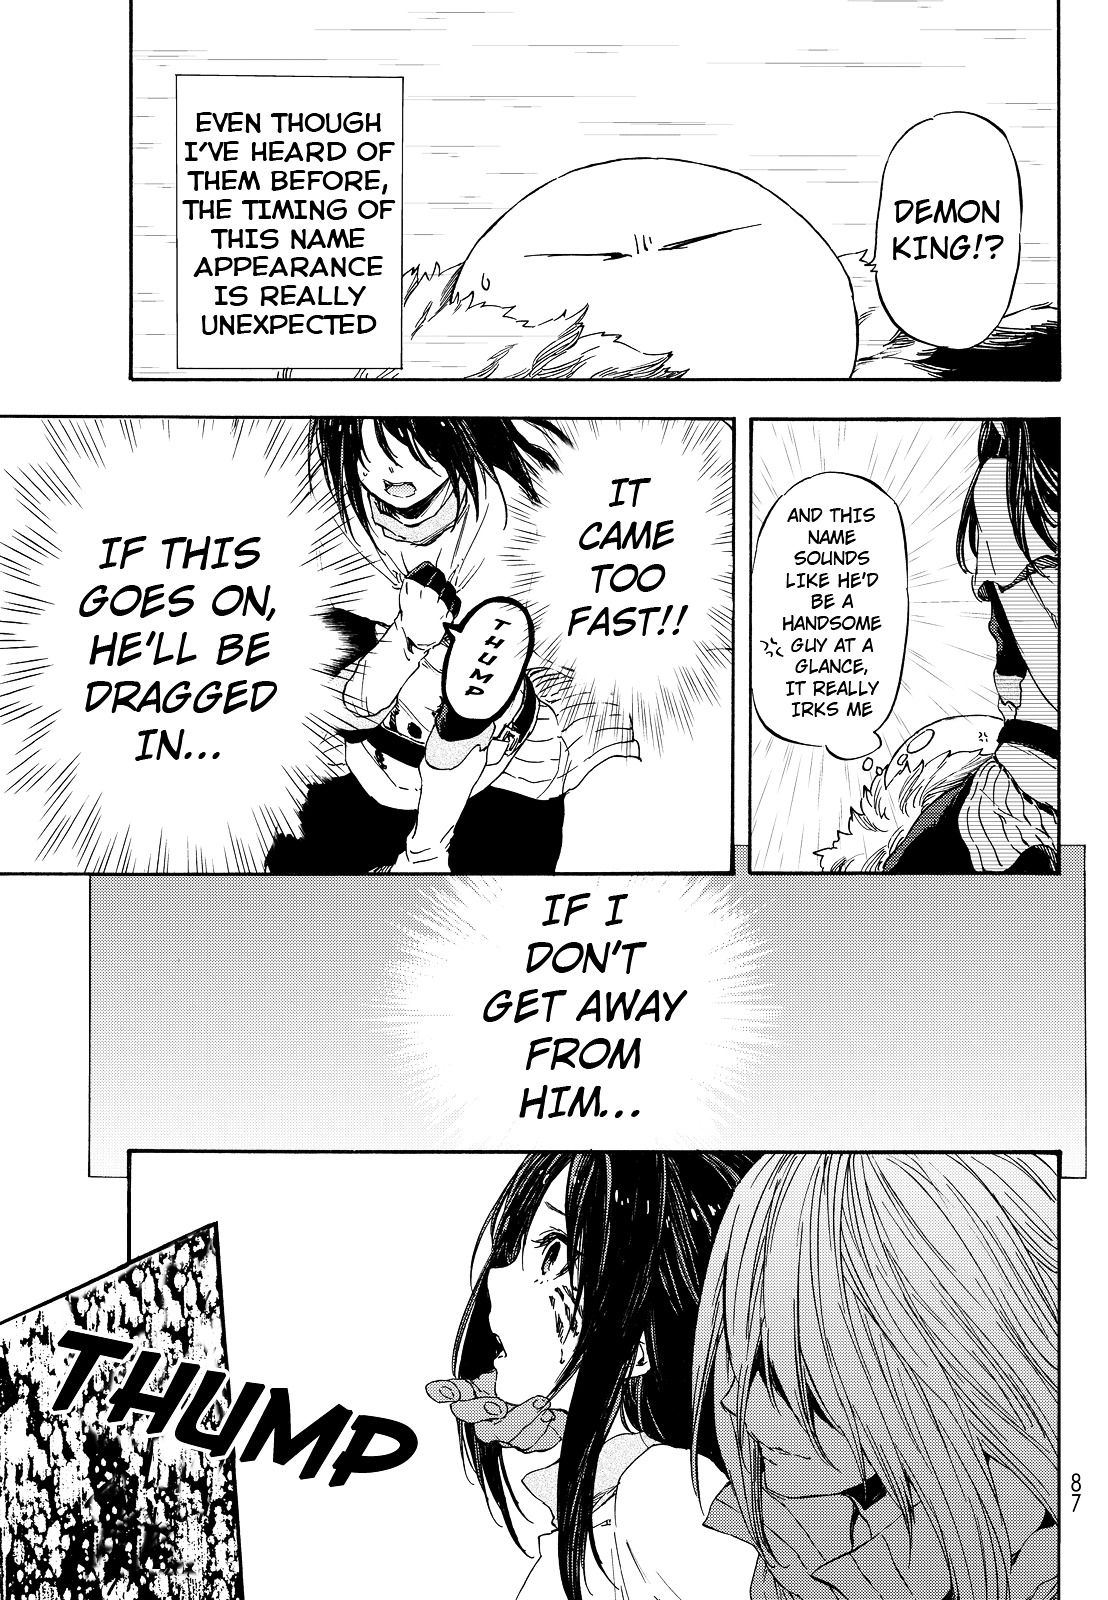 DEMON
KING!?
EVEN THOUGH
I'VE HEARD OF
THEM BEFORE,
THE TIMING OF
THIS NAME
APPEARANCE
IS REALLY
UNEXPECTED
AND THIS
NAME
SOUNDS
LIKE HE'D
BE A
HANDSOME
GUY AT A
GLANCE,
IT REALLY
IRKS ME
IT
CAME
TOO
FAST!!
THUMP
IF THIS
GOES ON,
HE'LL BE
DRAGGED
IN...
IF I
DON'T
GET AWAY
FROM
HIM...
THUMP
87